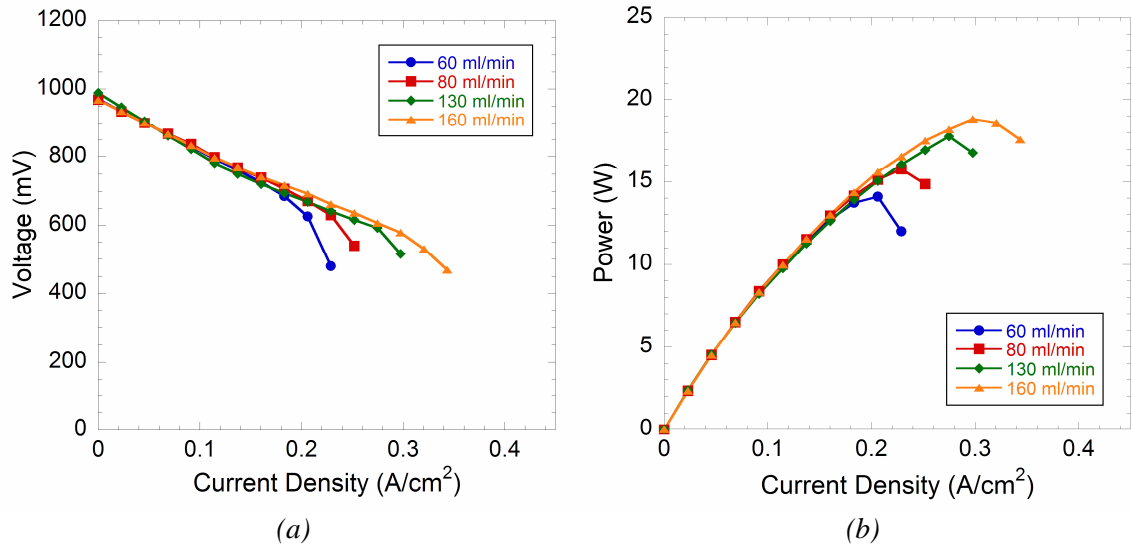 1200
1000
800
600
400
200
0
0
0.1
0.2
0.3
0.4
Voltage (mV)
Current Density (A/cm²)
60 ml/min
80 ml/min
130 ml/min
160 ml/min
(a)
25
20
15
10
5
0
0
0.1
0.2
0.3
0.4
Power (W)
Current Density (A/cm²)
60 ml/min
80 ml/min
130 ml/min
160 ml/min
(b)